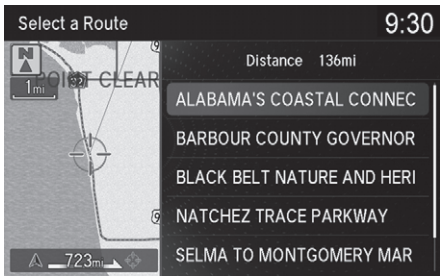 Select a Route
9:30
N
1mi
POINT CLEAR
Distance 136mi
ALABAMA'S COASTAL CONNEC
BARBOUR COUNTY GOVERNOR
BLACK BELT NATURE AND HERI
NATCHEZ TRACE PARKWAY
SELMA TO MONTGOMERY MAR
723mi